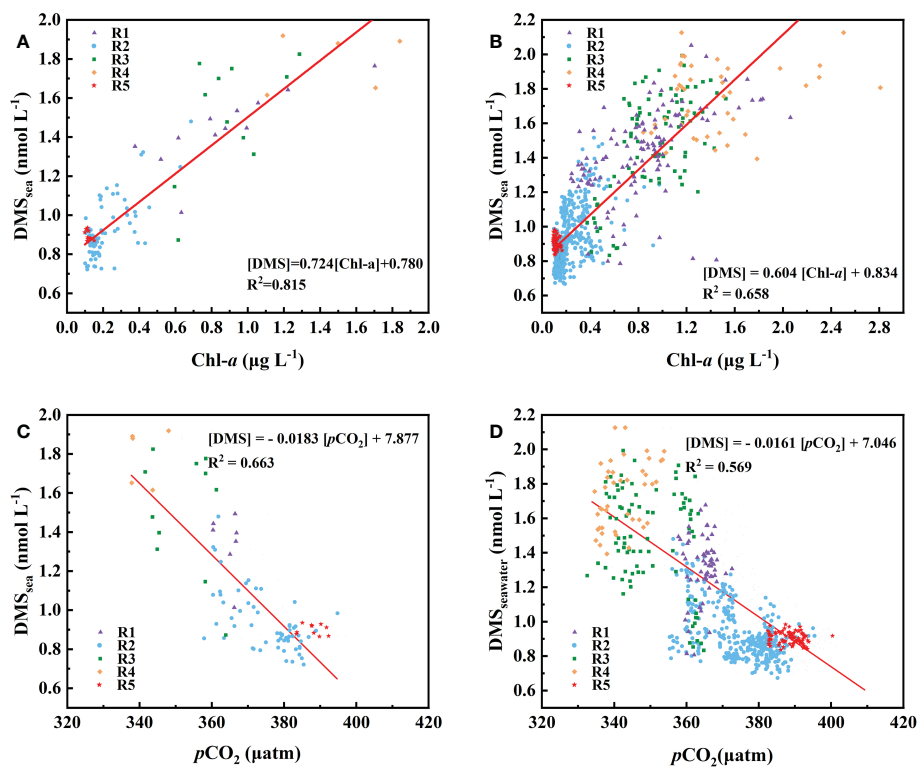 A
R1
R2
R3
R4
R5
[DMS]=0.724[Chl-a]+0.780
R²=0.815
DMSsea (nmol L⁻¹)
2.0
1.8
1.6
1.4
1.2
1.0
0.8
0.6
0.0 0.2 0.4 0.6 0.8 1.0 1.2 1.4 1.6 1.8 2.0
Chl-a (μg L⁻¹)
B
R1
R2
R3
R4
R5
[DMS] = 0.604 [Chl-a] + 0.834
R² = 0.658
DMSsea (nmol L⁻¹)
2.2
2.0
1.8
1.6
1.4
1.2
1.0
0.8
0.6
0.0 0.4 0.8 1.2 1.6 2.0 2.4 2.8
Chl-a (μg L⁻¹)
C
[DMS] = - 0.0183 [pCO₂] + 7.877
R² = 0.663
R1
R2
R3
R4
R5
DMSsea (nmol L⁻¹)
2.0
1.8
1.6
1.4
1.2
1.0
0.8
0.6
320 340 360 380 400 420
pCO₂ (μatm)
D
[DMS] = - 0.0161 [pCO₂] + 7.046
R² = 0.569
R1
R2
R3
R4
R5
DMSseawater (nmol L⁻¹)
2.2
2.0
1.8
1.6
1.4
1.2
1.0
0.8
0.6
320 340 360 380 400 420
pCO₂(μatm)